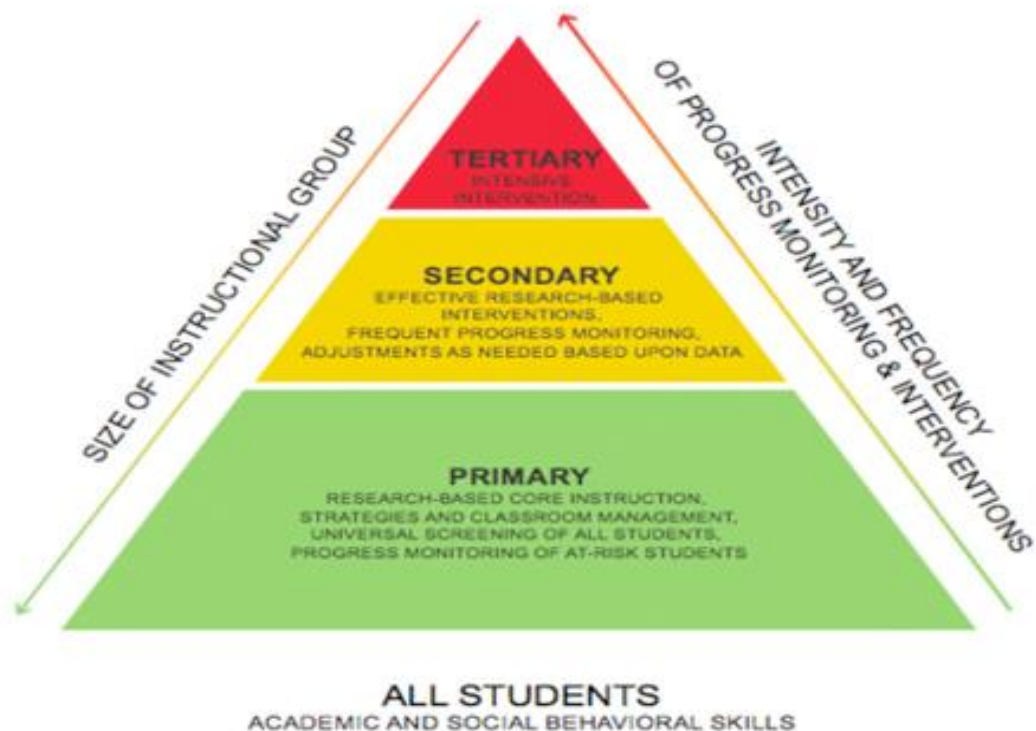 TERTIARY
INTENSIVE
INTERVENTION
SECONDARY
EFFECTIVE RESEARCH-BASED
INTERVENTIONS,
FREQUENT PROGRESS MONITORING,
ADJUSTMENTS AS NEEDED BASED UPON DATA
PRIMARY
RESEARCH-BASED CORE INSTRUCTION,
STRATEGIES AND CLASSROOM MANAGEMENT,
UNIVERSAL SCREENING OF ALL STUDENTS,
PROGRESS MONITORING OF AT-RISK STUDENTS
SIZE OF INSTRUCTIONAL GROUP
INTENSITY AND FREQUENCY
OF PROGRESS MONITORING & INTERVENTIONS
ALL STUDENTS
ACADEMIC AND SOCIAL BEHAVIORAL SKILLS